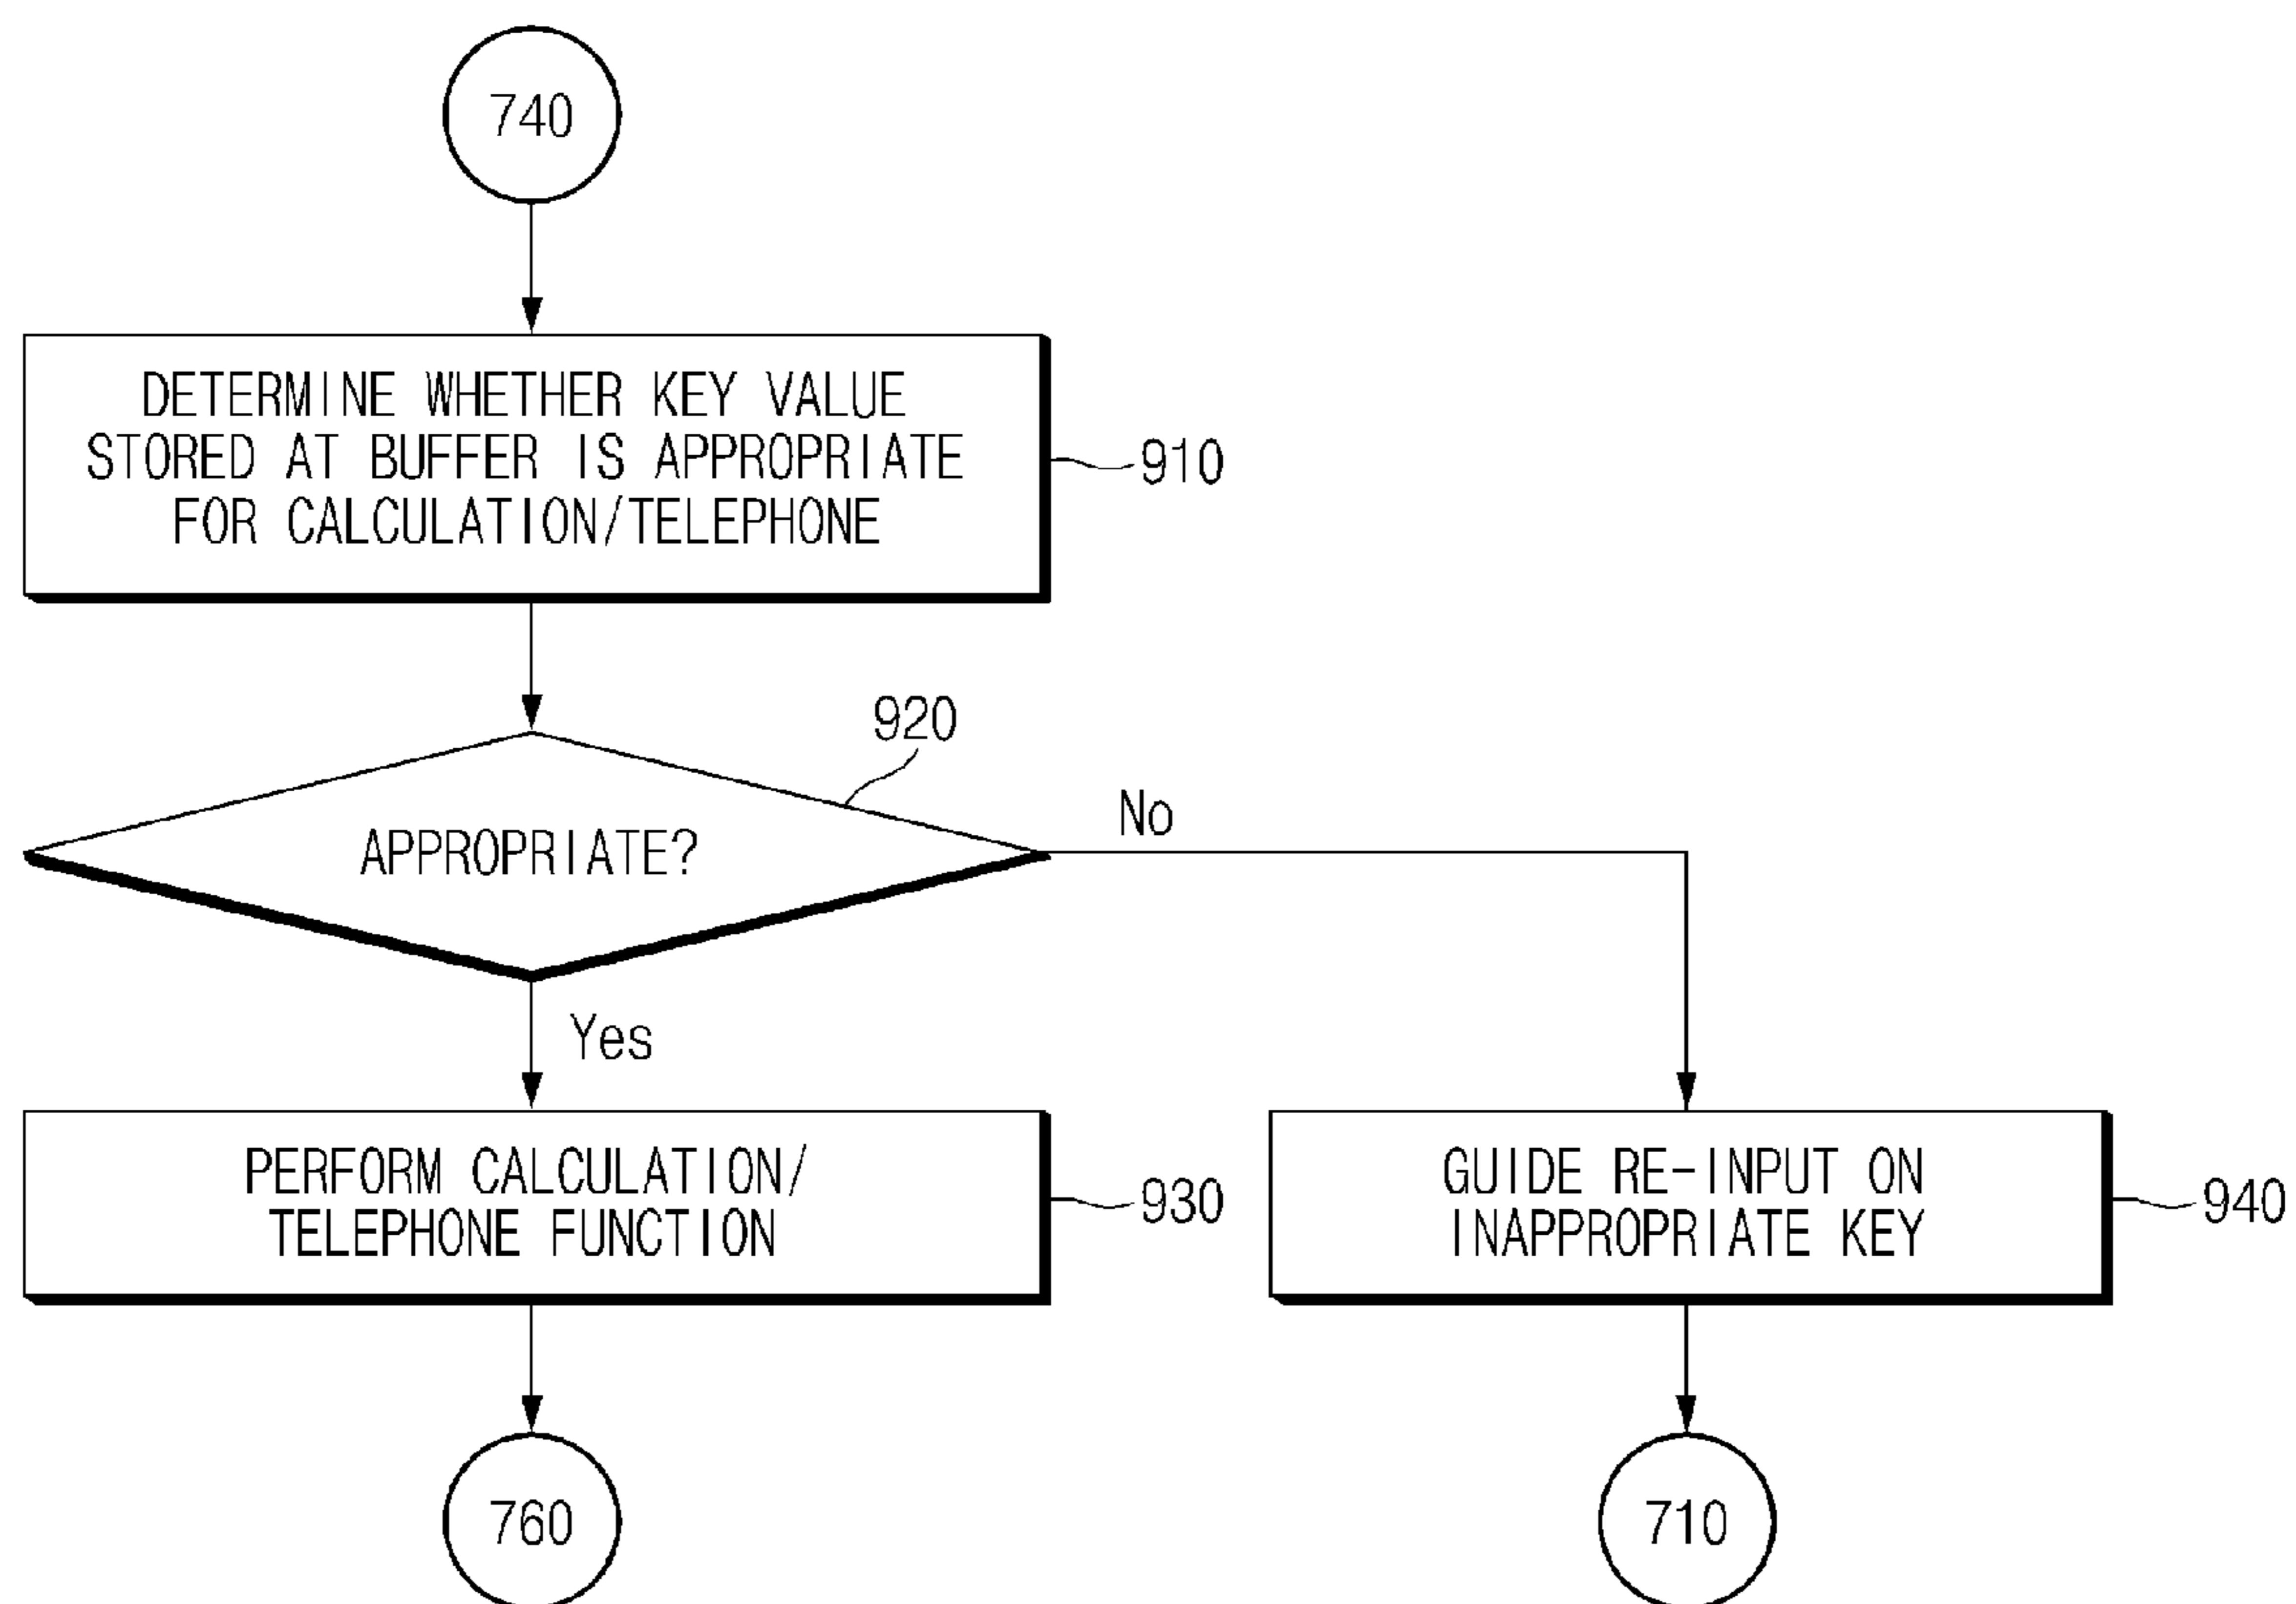 740
DETERMINE WHETHER KEY VALUE
STORED AT BUFFER IS APPROPRIATE
FOR CALCULATION/TELEPHONE
910
920
APPROPRIATE?
No
Yes
PERFORM CALCULATION/
TELEPHONE FUNCTION
930
GUIDE RE-INPUT ON
INAPPROPRIATE KEY
940
760
710